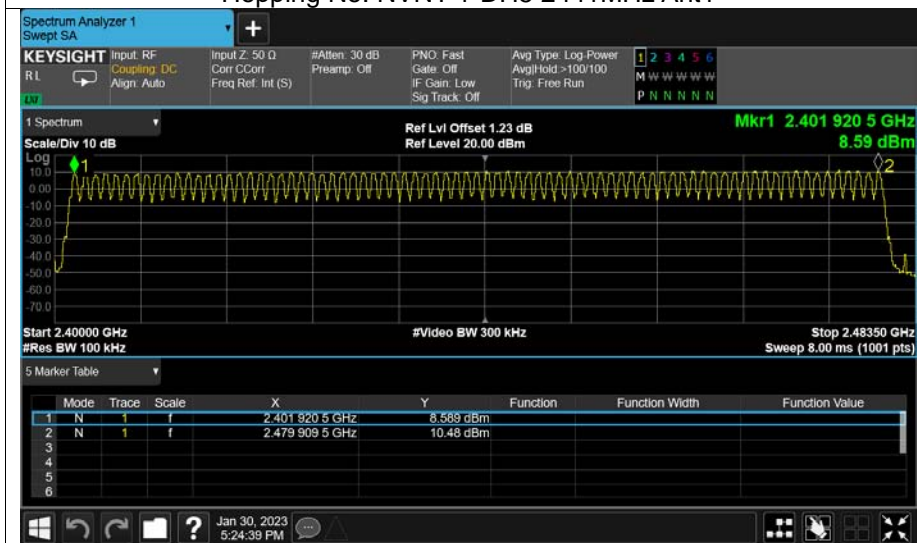 Hopping No. NVNT 1-DH5 2441MHz Ant1
Spectrum Analyzer 1
Swept SA
+
KEYSIGHT
R L
LXI
Input: RF
Coupling: DC
Align: Auto
Input Z: 50 Ω
Corr CCorr
Freq Ref: Int (S)
#Atten: 30 dB
Preamp: Off
PNO: Fast
Gate: Off
IF Gain: Low
Sig Track: Off
Avg Type: Log-Power
Avg|Hold:>100/100
Trig: Free Run
1 2 3 4 5 6
M W W W W W
P N N N N N
1 Spectrum
Scale/Div 10 dB
Ref Lvl Offset 1.23 dB
Ref Level 20.00 dBm
Mkr1 2.401 920 5 GHz
8.59 dBm
Log
1
2
10.0
0.00
-10.0
-20.0
-30.0
-40.0
-50.0
-60.0
-70.0
Start 2.40000 GHz
#Res BW 100 kHz
#Video BW 300 kHz
Stop 2.48350 GHz
Sweep 8.00 ms (1001 pts)
5 Marker Table
Mode Trace Scale X Y Function Function Width Function Value
1 N 1 f 2.401 920 5 GHz 8.589 dBm
2 N 1 f 2.479 909 5 GHz 10.48 dBm
3
4
5
6
?
Jan 30, 2023
5:24:39 PM